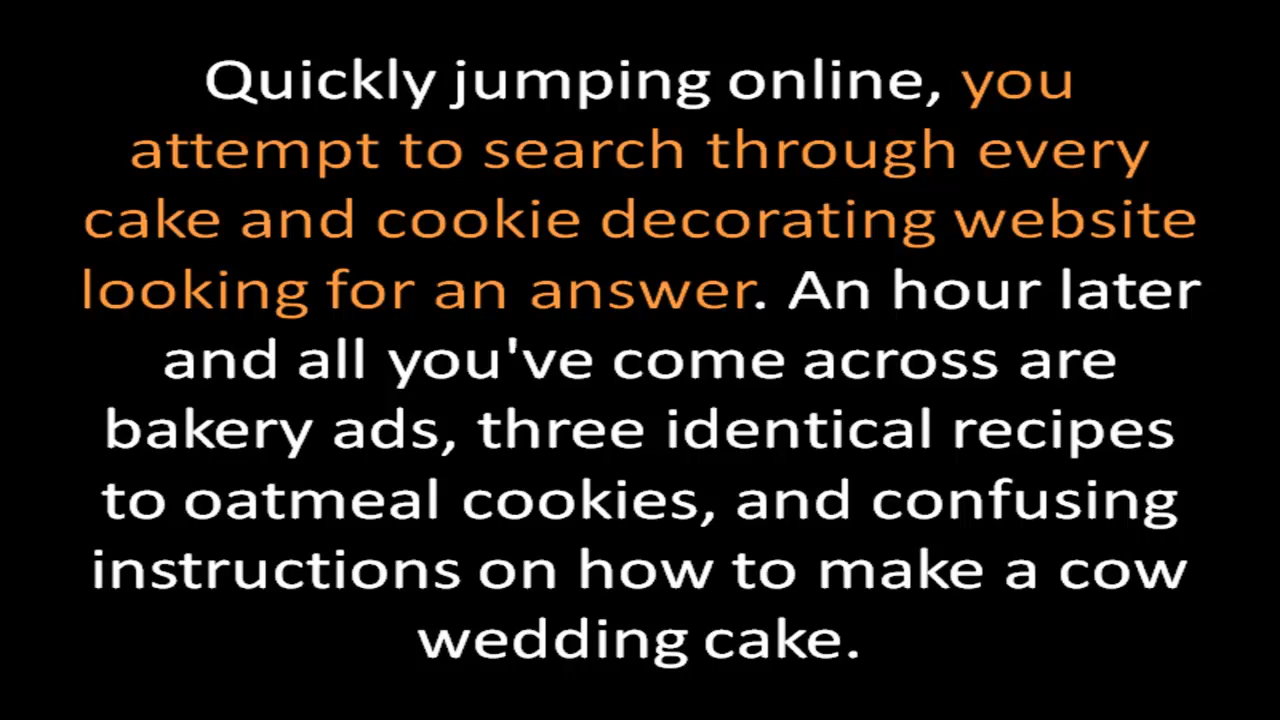 Quickly jumping online, you
attempt to search through every
cake and cookie decorating website
looking for an answer. An hour later
and all you've come across are
bakery ads, three identical recipes
to oatmeal cookies, and confusing
instructions on how to make a cow
wedding cake.